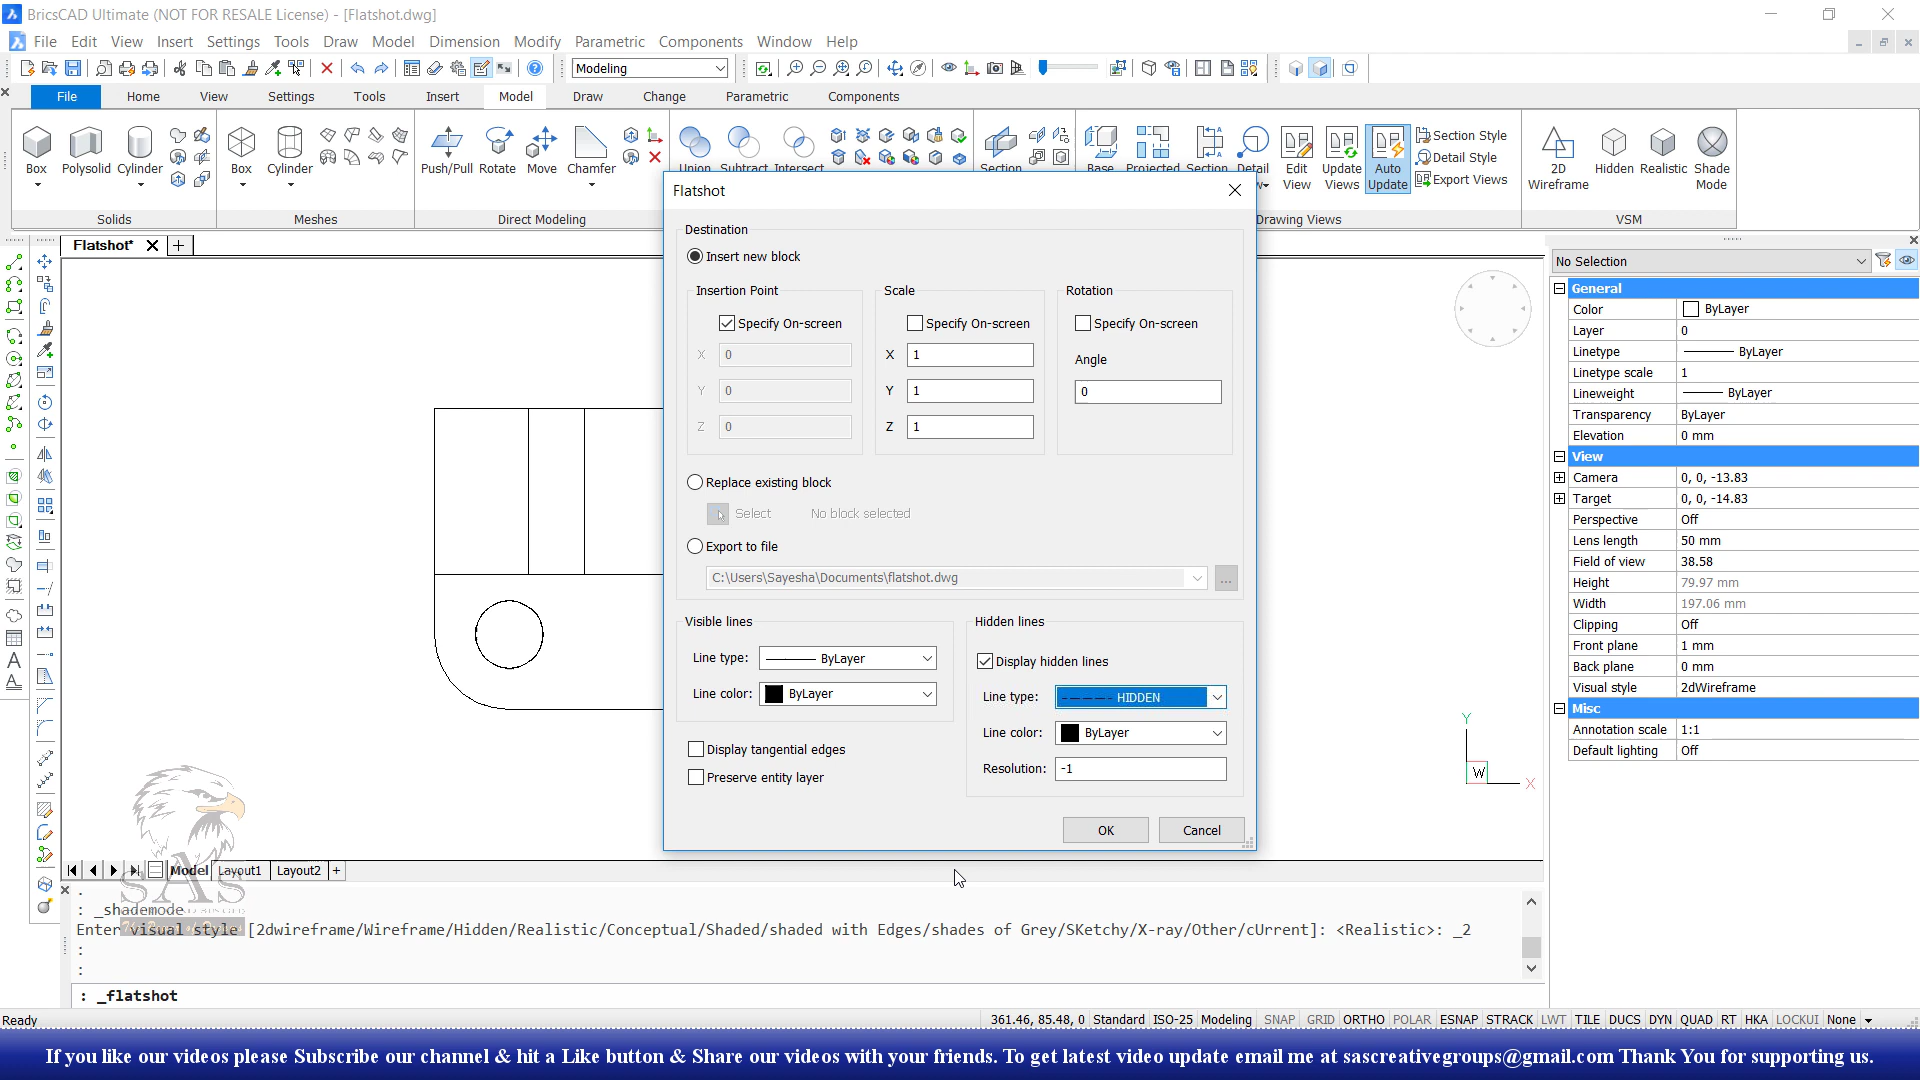 BricsCAD Ultimate (NOT FOR RESALE License) - [Flatshot.dwg]
File Edit View Insert Settings Tools Draw Model Dimension Modify Parametric Components Window Help
Modeling
File Home View Settings Tools Insert Model Draw Change Parametric Components
Box Polysolid Cylinder Box Cylinder Push/Pull Rotate Move Chamfer Union Subtract Intersect Section Base Projected Section Detail Edit View Update Views Auto Update
Section Style
Detail Style
Export Views
2D Wireframe Hidden Realistic Shade Mode
Solids Meshes Direct Modeling Drawing Views VSM
Flatshot*
Flatshot
Destination
Insert new block
Insertion Point Scale Rotation
Specify On-screen Specify On-screen Specify On-screen
X 0 X 1 Angle
Y 0 Y 1 0
Z 0 Z 1
Replace existing block
Select No block selected
Export to file
C:\Users\Sayesha\Documents\flatshot.dwg ...
Visible lines
Line type: ByLayer
Line color: ByLayer
Display tangential edges
Preserve entity layer
Hidden lines
Display hidden lines
Line type: HIDDEN
Line color: ByLayer
Resolution: -1
OK Cancel
No Selection
General
Color ByLayer
Layer 0
Linetype ByLayer
Linetype scale 1
Lineweight ByLayer
Transparency ByLayer
Elevation 0 mm
View
Camera 0, 0, -13.83
Target 0, 0, -14.83
Perspective Off
Lens length 50 mm
Field of view 38.58
Height 79.97 mm
Width 197.06 mm
Clipping Off
Front plane 1 mm
Back plane 0 mm
Visual style 2dWireframe
Misc
Annotation scale 1:1
Default lighting Off
Y
W X
Model Layout1 Layout2 +
SAS
:
: _shademode
Enter visual style [2dwireframe/Wireframe/Hidden/Realistic/Conceptual/Shaded/shaded with Edges/shades of Grey/SKetchy/X-ray/Other/cUrrent]: <Realistic>: _2
:
:
: _flatshot
Ready 361.46, 85.48, 0 Standard ISO-25 Modeling SNAP GRID ORTHO POLAR ESNAP STRACK LWT TILE DUCS DYN QUAD RT HKA LOCKUI None
If you like our videos please Subscribe our channel & hit a Like button & Share our videos with your friends. To get latest video update email me at sascreativegroups@gmail.com Thank You for supporting us.